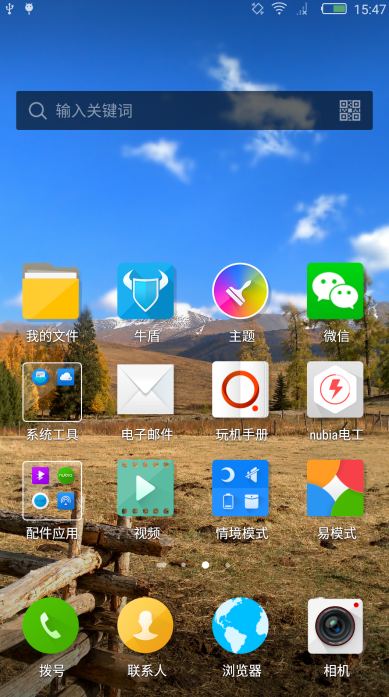 15:47
输入关键词
我的文件 牛盾 主题 微信
系统工具 电子邮件 玩机手册 nubia电工
配件应用 视频 情境模式 易模式
拨号 联系人 浏览器 相机